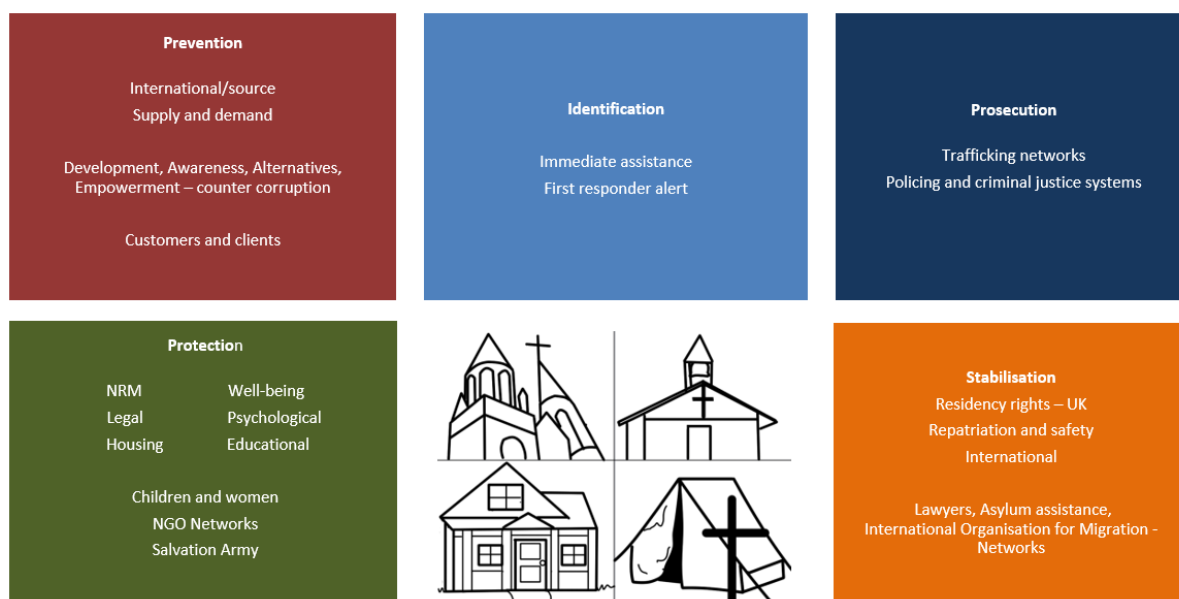 Prevention
International/source
Supply and demand
Development, Awareness, Alternatives,
Empowerment – counter corruption
Customers and clients
Identification
Immediate assistance
First responder alert
Prosecution
Trafficking networks
Policing and criminal justice systems
Protection
NRM Well-being
Legal Psychological
Housing Educational
Children and women
NGO Networks
Salvation Army
Stabilisation
Residency rights – UK
Repatriation and safety
International
Lawyers, Asylum assistance,
International Organisation for Migration -
Networks